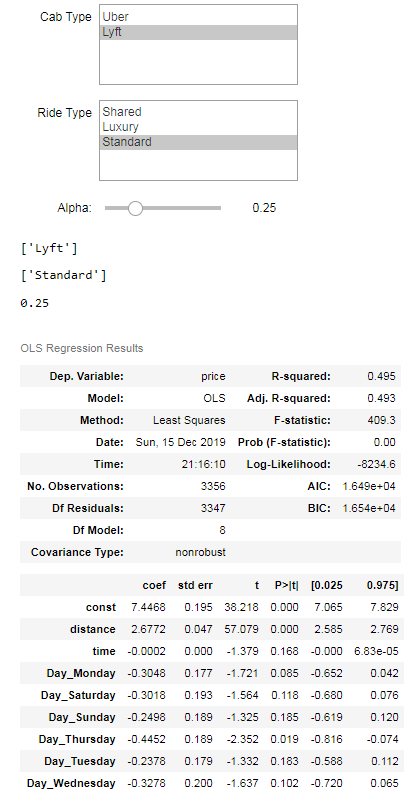 Cab Type
Uber
Lyft
Ride Type
Shared
Luxury
Standard
Alpha: 0.25
['Lyft']
['Standard']
0.25
OLS Regression Results
Dep. Variable: price R-squared: 0.495
Model: OLS Adj. R-squared: 0.493
Method: Least Squares F-statistic: 409.3
Date: Sun, 15 Dec 2019 Prob (F-statistic): 0.00
Time: 21:16:10 Log-Likelihood: -8234.6
No. Observations: 3356 AIC: 1.649e+04
Df Residuals: 3347 BIC: 1.654e+04
Df Model: 8
Covariance Type: nonrobust
coef std err t P>|t| [0.025 0.975]
const 7.4468 0.195 38.218 0.000 7.065 7.829
distance 2.6772 0.047 57.079 0.000 2.585 2.769
time -0.0002 0.000 -1.379 0.168 -0.000 6.83e-05
Day_Monday -0.3048 0.177 -1.721 0.085 -0.652 0.042
Day_Saturday -0.3018 0.193 -1.564 0.118 -0.680 0.076
Day_Sunday -0.2498 0.189 -1.325 0.185 -0.619 0.120
Day_Thursday -0.4452 0.189 -2.352 0.019 -0.816 -0.074
Day_Tuesday -0.2378 0.179 -1.332 0.183 -0.588 0.112
Day_Wednesday -0.3278 0.200 -1.637 0.102 -0.720 0.065